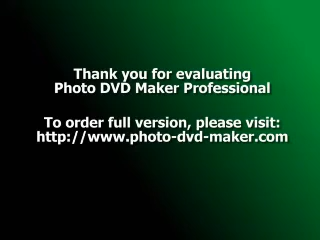 Thank you for evaluating
Photo DVD Maker Professional
To order full version, please visit:
http://www.photo-dvd-maker.com